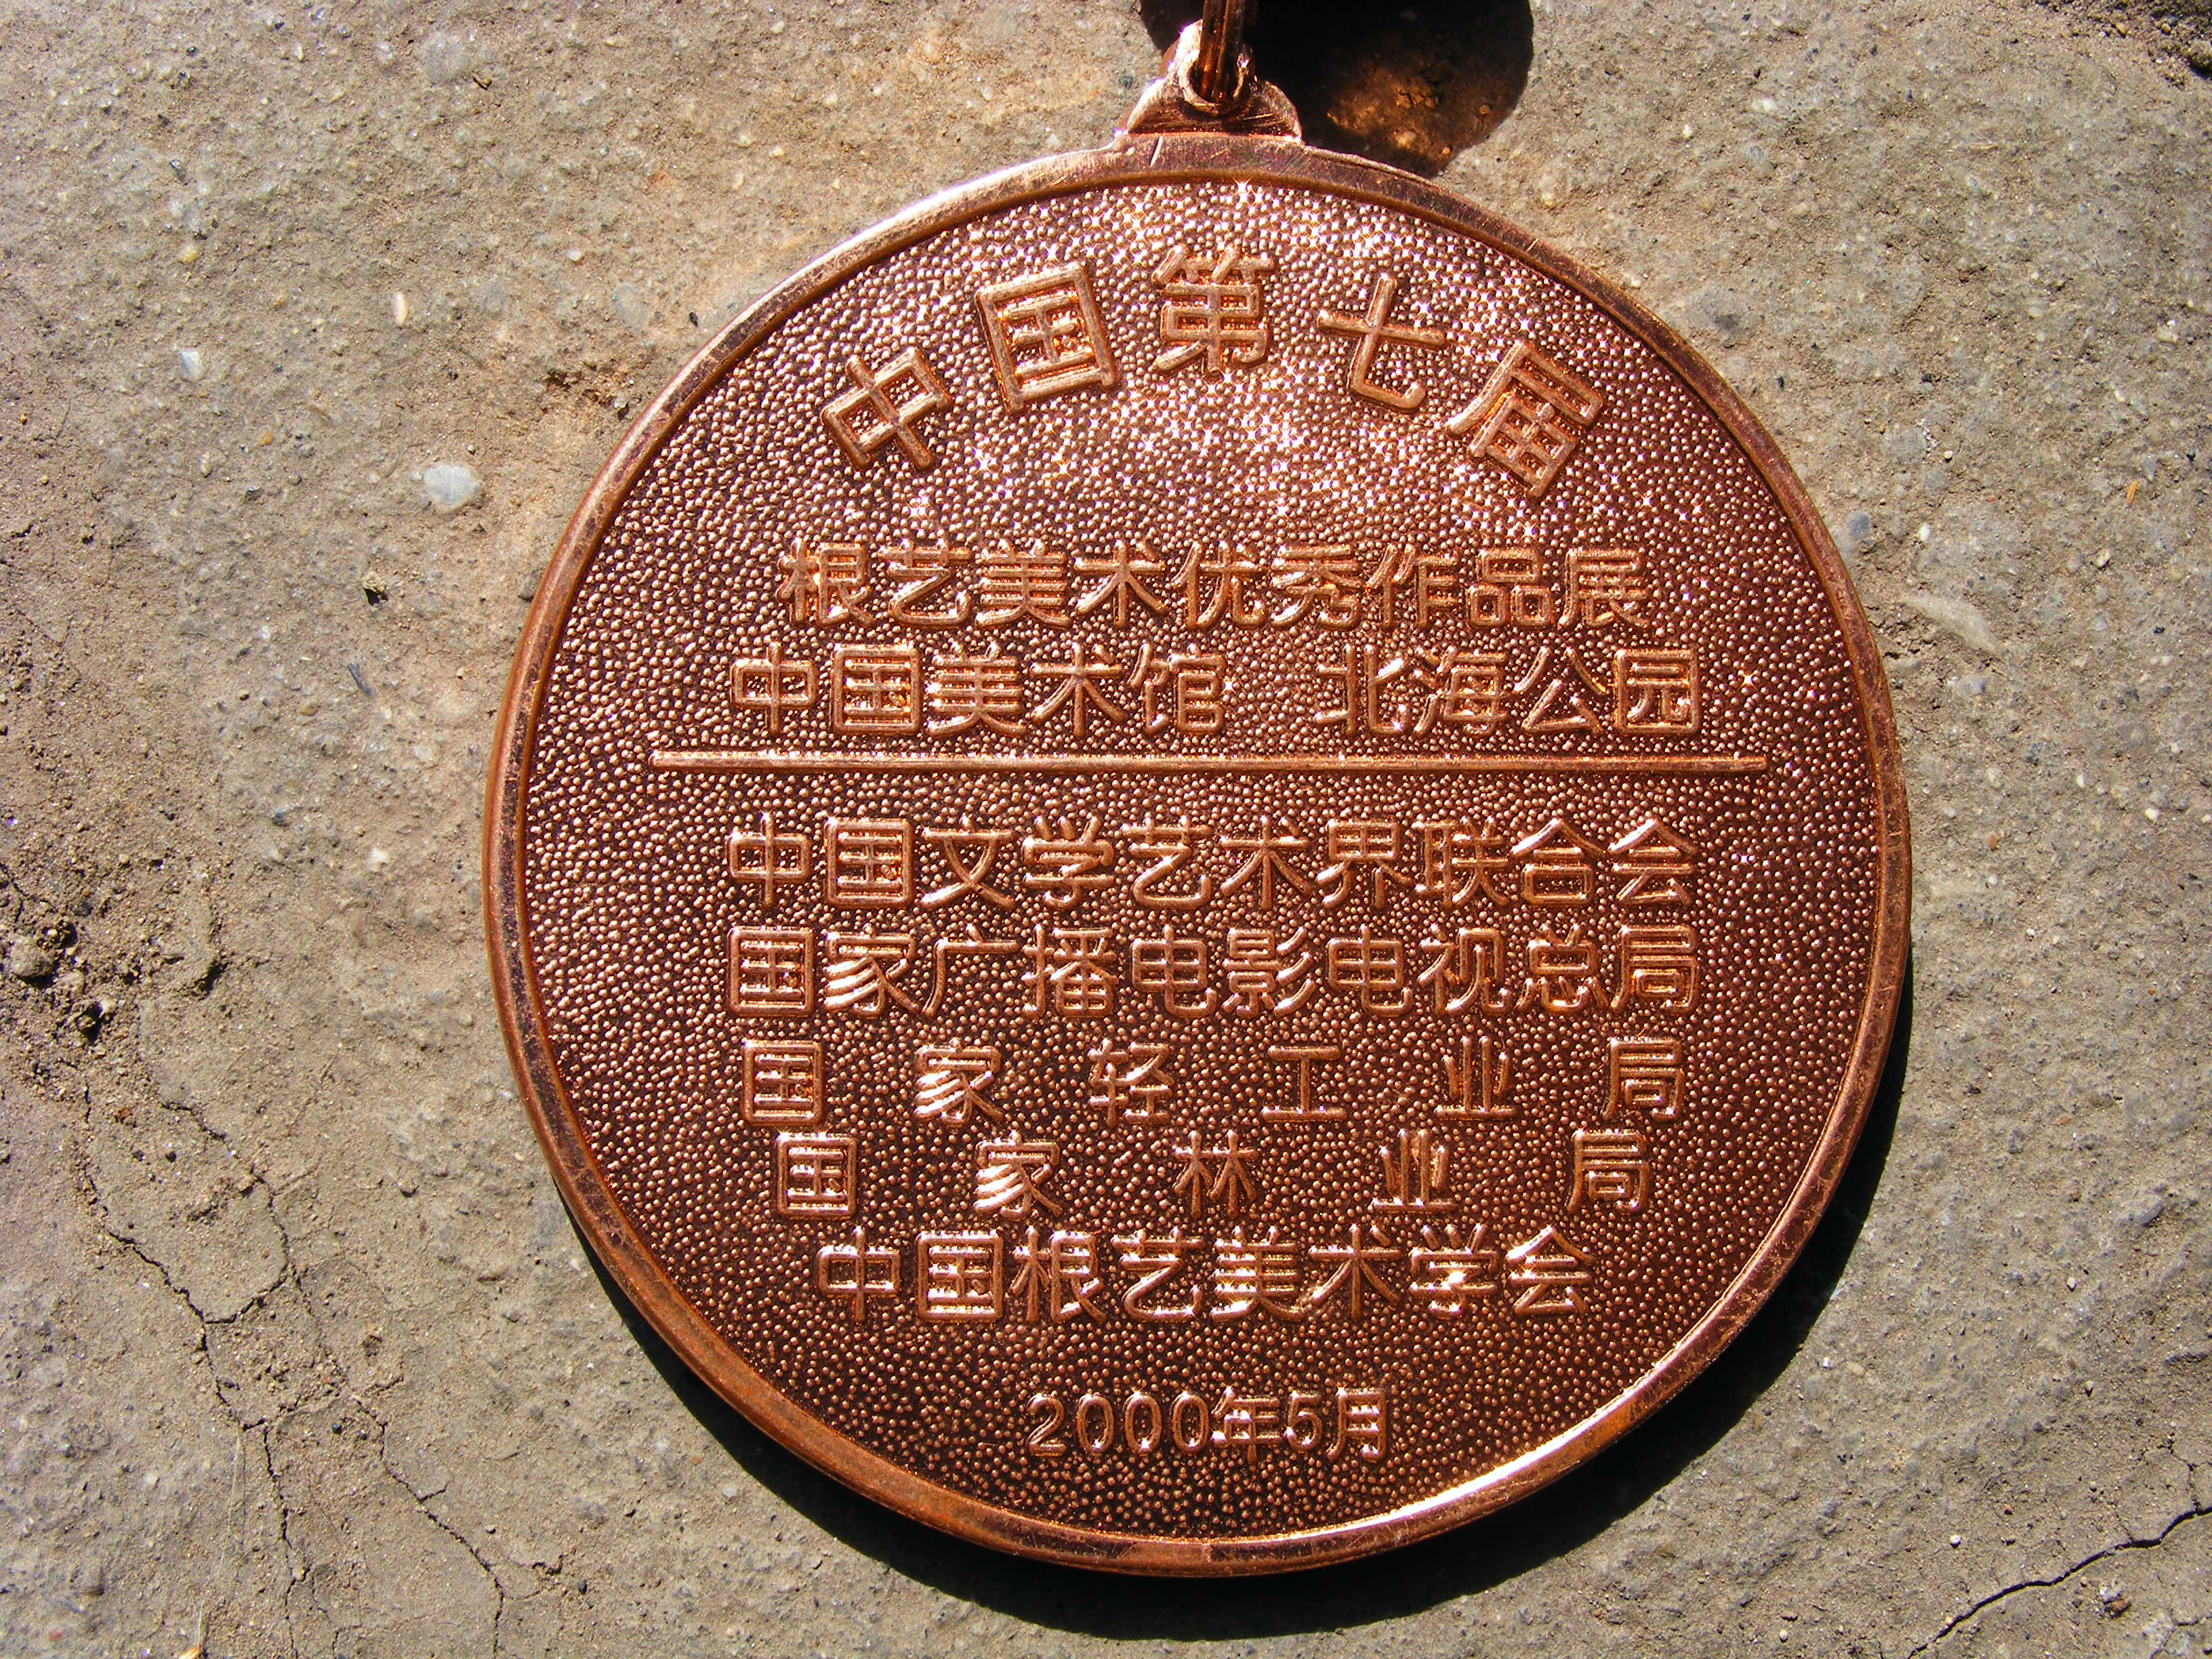 中国第七届
根艺美术优秀作品展
中国美术馆 北海公园
中国文学艺术界联合会
国家广播电影电视总局
国家轻工业局
国家林业局
中国根艺美术学会
2000年5月